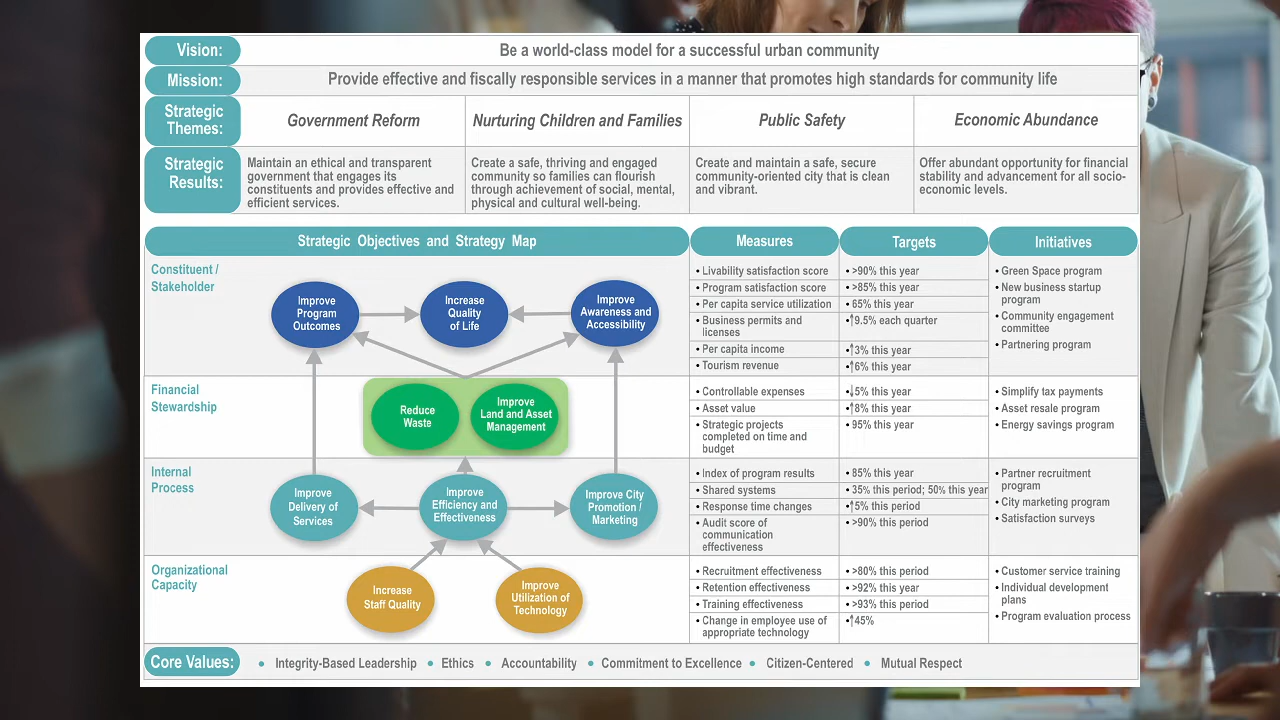 Vision:
Be a world-class model for a successful urban community
Mission:
Provide effective and fiscally responsible services in a manner that promotes high standards for community life
Strategic
Themes:
Government Reform
Nurturing Children and Families
Public Safety
Economic Abundance
Strategic
Results:
Maintain an ethical and transparent
government that engages its
constituents and provides effective and
efficient services.
Create a safe, thriving and engaged
community so families can flourish
through achievement of social, mental,
physical and cultural well-being.
Create and maintain a safe, secure
community-oriented city that is clean
and vibrant.
Offer abundant opportunity for financial
stability and advancement for all socio-
economic levels.
Strategic Objectives and Strategy Map
Measures
Targets
Initiatives
Constituent /
Stakeholder
Improve
Program
Outcomes
Increase
Quality
of Life
Improve
Awareness and
Accessibility
• Livability satisfaction score
• Program satisfaction score
• Per capita service utilization
• Business permits and
licenses
• Per capita income
• Tourism revenue
• >90% this year
• >85% this year
• 65% this year
• ↑9.5% each quarter
• ↑3% this year
• ↑6% this year
• Green Space program
• New business startup
program
• Community engagement
committee
• Partnering program
Financial
Stewardship
Reduce
Waste
Improve
Land and Asset
Management
• Controllable expenses
• Asset value
• Strategic projects
completed on time and
budget
• ↓5% this year
• ↑8% this year
• 95% this year
• Simplify tax payments
• Asset resale program
• Energy savings program
Internal
Process
Improve
Delivery of
Services
Improve
Efficiency and
Effectiveness
Improve City
Promotion /
Marketing
• Index of program results
• Shared systems
• Response time changes
• Audit score of
communication
effectiveness
• 85% this year
• 35% this period; 50% this year
• ↑5% this period
• >90% this period
• Partner recruitment
program
• City marketing program
• Satisfaction surveys
Organizational
Capacity
Increase
Staff Quality
Improve
Utilization of
Technology
• Recruitment effectiveness
• Retention effectiveness
• Training effectiveness
• Change in employee use of
appropriate technology
• >80% this period
• >92% this year
• >93% this period
• ↑45%
• Customer service training
• Individual development
plans
• Program evaluation process
Core Values:
• Integrity-Based Leadership • Ethics • Accountability • Commitment to Excellence • Citizen-Centered • Mutual Respect